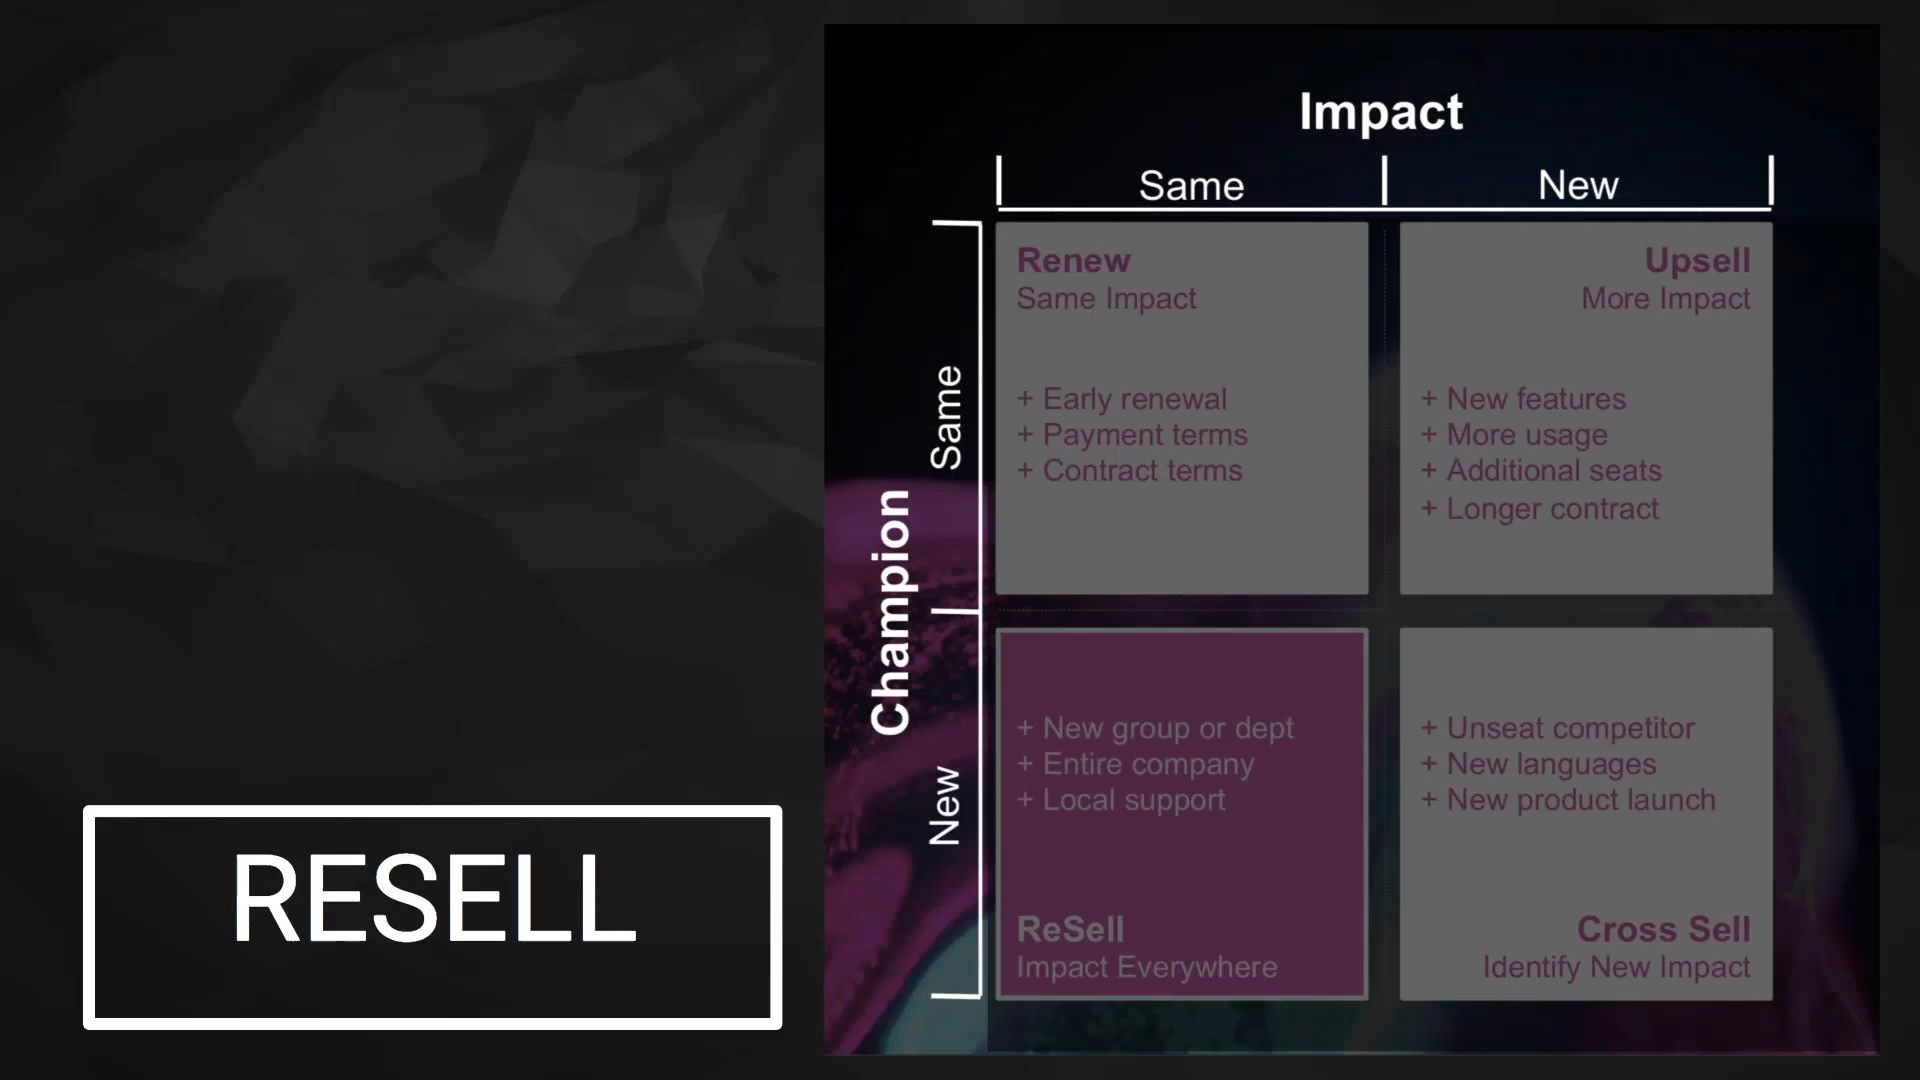 Impact
Same
New
Champion
Same
New
Renew
Same Impact
+ Early renewal
+ Payment terms
+ Contract terms
Upsell
More Impact
+ New features
+ More usage
+ Additional seats
+ Longer contract
+ New group or dept
+ Entire company
+ Local support
ReSell
Impact Everywhere
+ Unseat competitor
+ New languages
+ New product launch
Cross Sell
Identify New Impact
RESELL